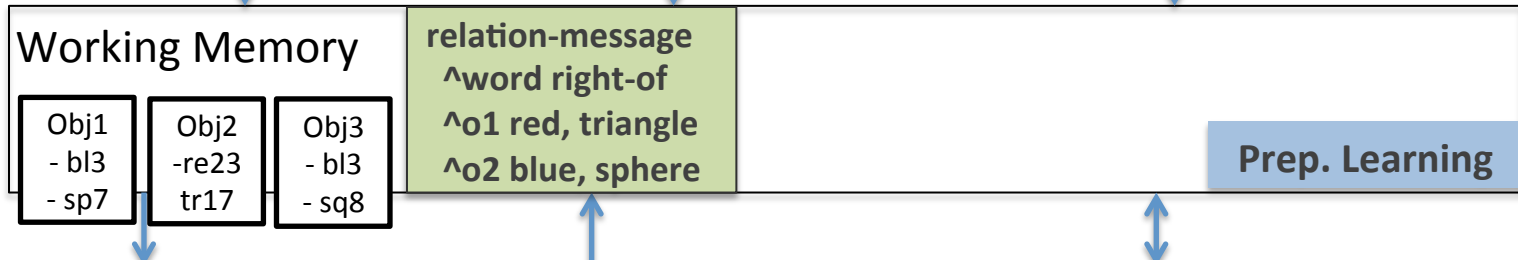 Working Memory
Obj1
- bl3
- sp7
Obj2
-re23
tr17
Obj3
- bl3
- sq8
relation-message
^word right-of
^o1 red, triangle
^o2 blue, sphere
Prep. Learning